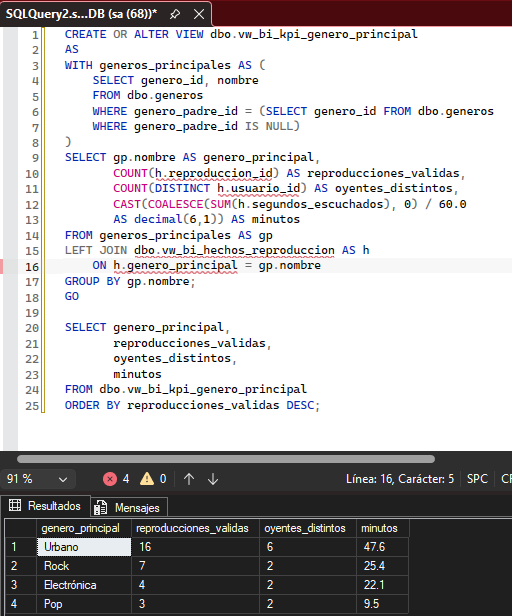 SQLQuery2.s...DB (sa (68))*
1 CREATE OR ALTER VIEW dbo.vw_bi_kpi_genero_principal
2 AS
3 WITH generos_principales AS (
4 SELECT genero_id, nombre
5 FROM dbo.generos
6 WHERE genero_padre_id = (SELECT genero_id FROM dbo.generos
7 WHERE genero_padre_id IS NULL)
8 )
9 SELECT gp.nombre AS genero_principal,
10 COUNT(h.reproduccion_id) AS reproducciones_validas,
11 COUNT(DISTINCT h.usuario_id) AS oyentes_distintos,
12 CAST(COALESCE(SUM(h.segundos_escuchados), 0) / 60.0
13 AS decimal(6,1)) AS minutos
14 FROM generos_principales AS gp
15 LEFT JOIN dbo.vw_bi_hechos_reproduccion AS h
16 ON h.genero_principal = gp.nombre
17 GROUP BY gp.nombre;
18 GO
19
20 SELECT genero_principal,
21 reproducciones_validas,
22 oyentes_distintos,
23 minutos
24 FROM dbo.vw_bi_kpi_genero_principal
25 ORDER BY reproducciones_validas DESC;
91 % 4 0 Línea: 16, Carácter: 5 SPC
Resultados Mensajes
genero_principal reproducciones_validas oyentes_distintos minutos
1 Urbano 16 6 47.6
2 Rock 7 2 25.4
3 Electrónica 4 2 22.1
4 Pop 3 2 9.5